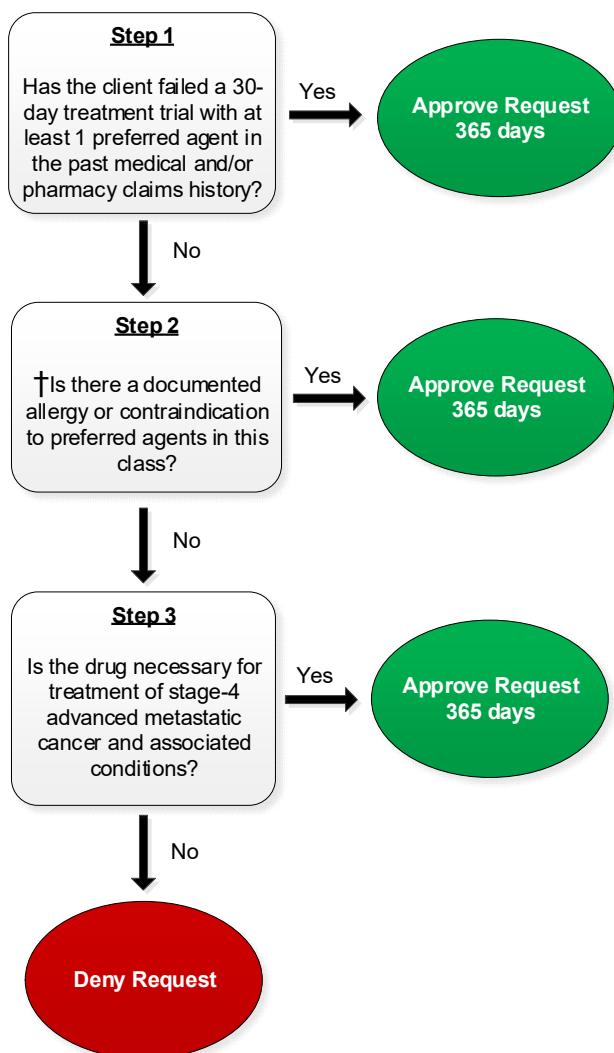 Step 1
Has the client failed a 30-
day treatment trial with at
least 1 preferred agent in
the past medical and/or
pharmacy claims history?
Yes
Approve Request
365 days
No
Step 2
†Is there a documented
allergy or contraindication
to preferred agents in this
class?
Yes
Approve Request
365 days
No
Step 3
Is the drug necessary for
treatment of stage-4
advanced metastatic
cancer and associated
conditions?
Yes
Approve Request
365 days
No
Deny Request